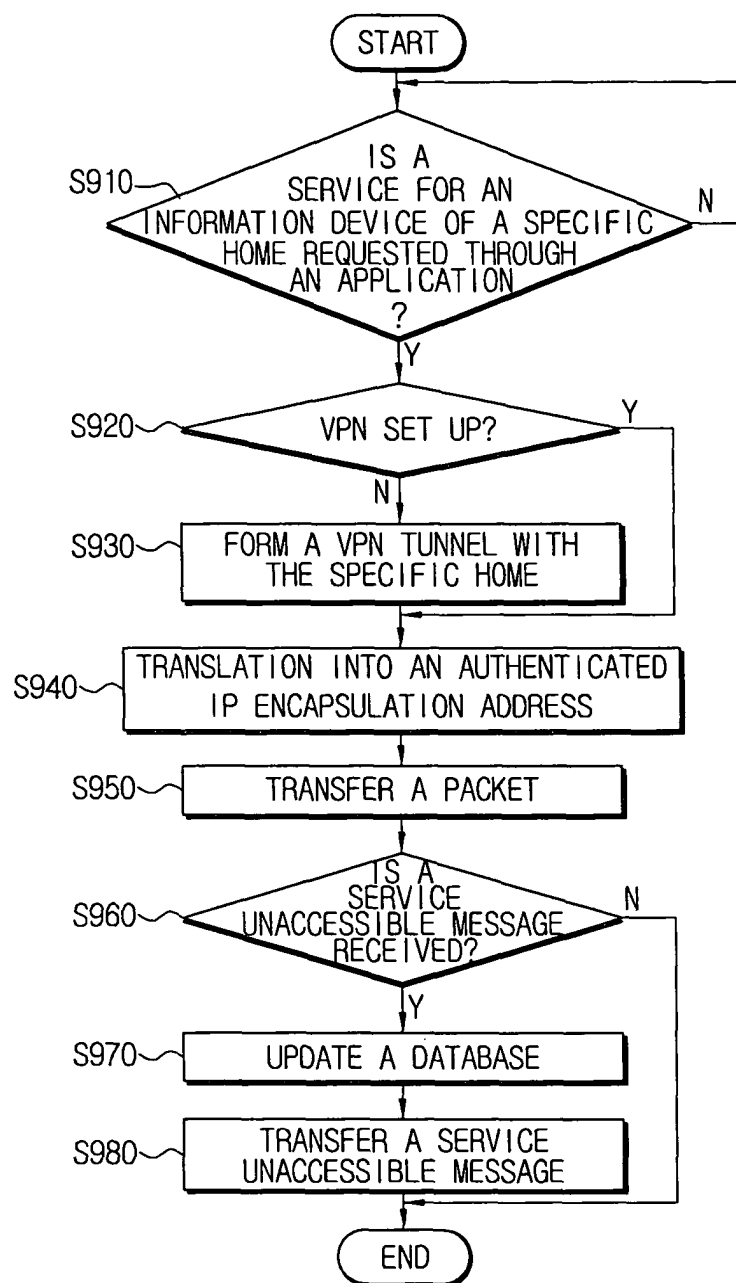 START
S910
IS A
SERVICE FOR AN
INFORMATION DEVICE OF A SPECIFIC
HOME REQUESTED THROUGH
AN APPLICATION
?
N
Y
S920
VPN SET UP?
Y
N
S930
FORM A VPN TUNNEL WITH
THE SPECIFIC HOME
S940
TRANSLATION INTO AN AUTHENTICATED
IP ENCAPSULATION ADDRESS
S950
TRANSFER A PACKET
S960
IS A
SERVICE
UNACCESSIBLE MESSAGE
RECEIVED?
N
Y
S970
UPDATE A DATABASE
S980
TRANSFER A SERVICE
UNACCESSIBLE MESSAGE
END